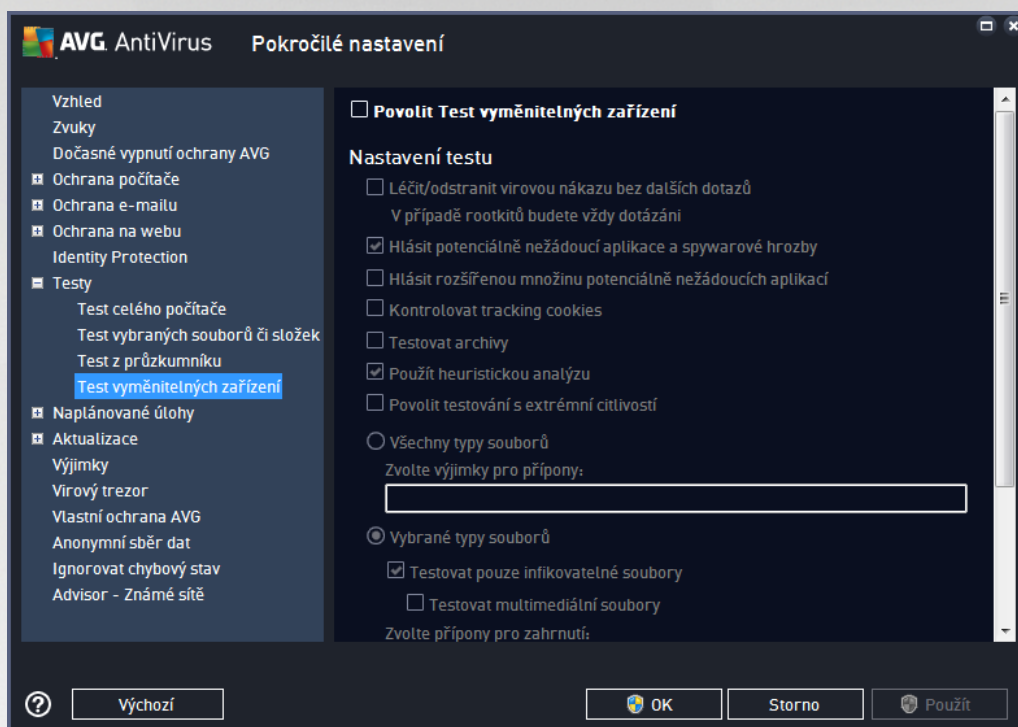 AVG. AntiVirus Pokročilé nastavení
Vzhled
Zvuky
Dočasné vypnutí ochrany AVG
Ochrana počítače
Ochrana e-mailu
Ochrana na webu
Identity Protection
Testy
Test celého počítače
Test vybraných souborů či složek
Test z průzkumníku
Test vyměnitelných zařízení
Naplánované úlohy
Aktualizace
Výjimky
Virový trezor
Vlastní ochrana AVG
Anonymní sběr dat
Ignorovat chybový stav
Advisor - Známé sítě
Povolit Test vyměnitelných zařízení
Nastavení testu
Léčit/odstranit virovou nákazu bez dalších dotazů
V případě rootkitů budete vždy dotázáni
Hlásit potenciálně nežádoucí aplikace a spywarové hrozby
Hlásit rozšířenou množinu potenciálně nežádoucích aplikací
Kontrolovat tracking cookies
Testovat archivy
Použít heuristickou analýzu
Povolit testování s extrémní citlivostí
Všechny typy souborů
Zvolte výjimky pro přípony:
Vybrané typy souborů
Testovat pouze infikovatelné soubory
Testovat multimediální soubory
Zvolte přípony pro zahrnutí:
? Výchozí OK Storno Použít